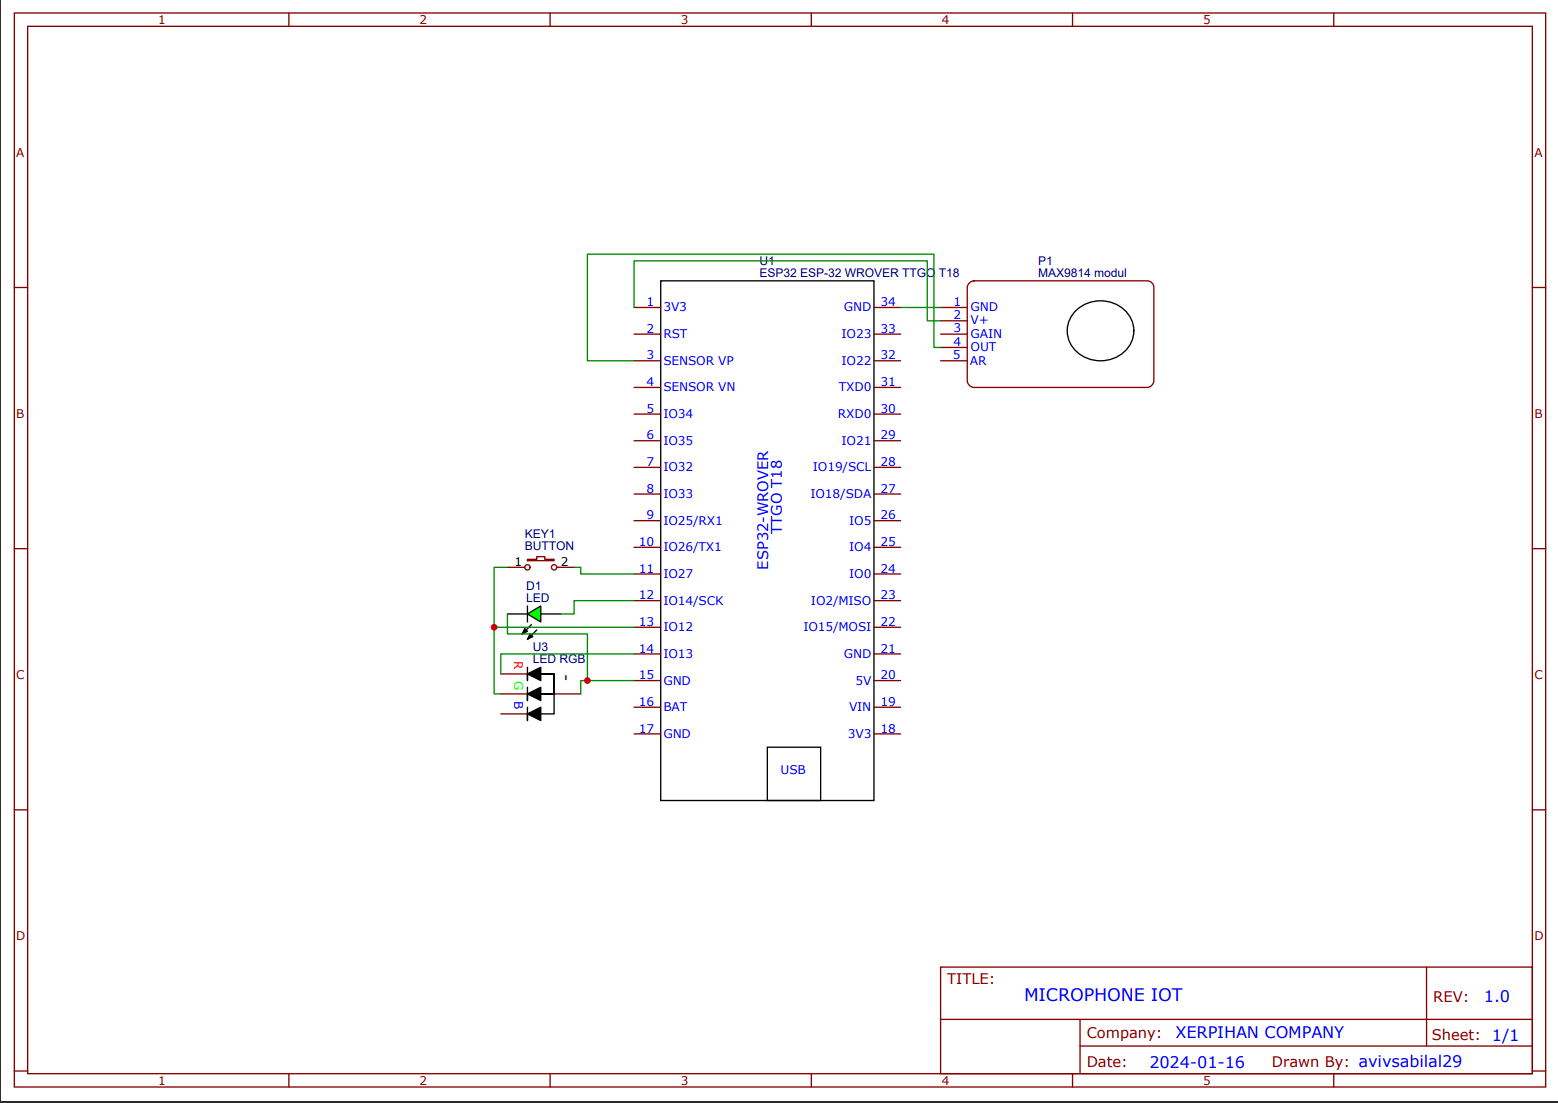 1 2 3 4 5
A A
B B
C C
D D
U1
ESP32 ESP-32 WROVER TTGO T18
1 3V3
2 RST
3 SENSOR VP
4 SENSOR VN
5 IO34
6 IO35
7 IO32
8 IO33
9 IO25/RX1
10 IO26/TX1
11 IO27
12 IO14/SCK
13 IO12
14 IO13
15 GND
16 BAT
17 GND
ESP32-WROVER
TTGO T18
GND 34
IO23 33
IO22 32
TXD0 31
RXD0 30
IO21 29
IO19/SCL 28
IO18/SDA 27
IO5 26
IO4 25
IO0 24
IO2/MISO 23
IO15/MOSI 22
GND 21
5V 20
VIN 19
3V3 18
USB
P1
MAX9814 modul
1 GND
2 V+
3 GAIN
4 OUT
5 AR
KEY1
BUTTON
1 2
D1
LED
U3
LED RGB
R
G
B
-
TITLE:
MICROPHONE IOT
REV: 1.0
Company: XERPIHAN COMPANY
Sheet: 1/1
Date: 2024-01-16 Drawn By: avivsabilal29
1 2 3 4 5